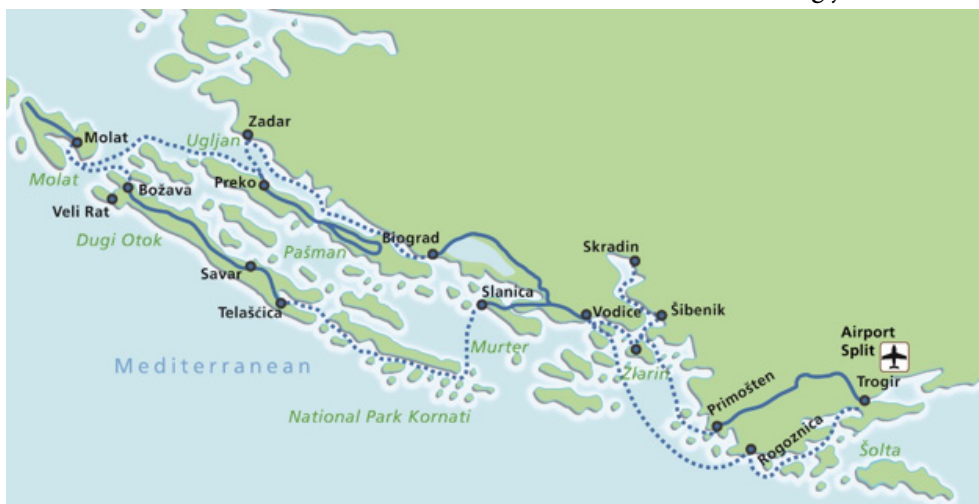 Zadar
Ugljan
Molat
Preko
Molat
Božava
Veli Rat
Dugi Otok
Pašman
Biograd
Skradin
Savar
Slanica
Telašćica
Vodice
Šibenik
Airport
Split
Mediterranean
Murter
Zlarin
Trogir
National Park Kornati
Primošten
Rogoznica
Šolta